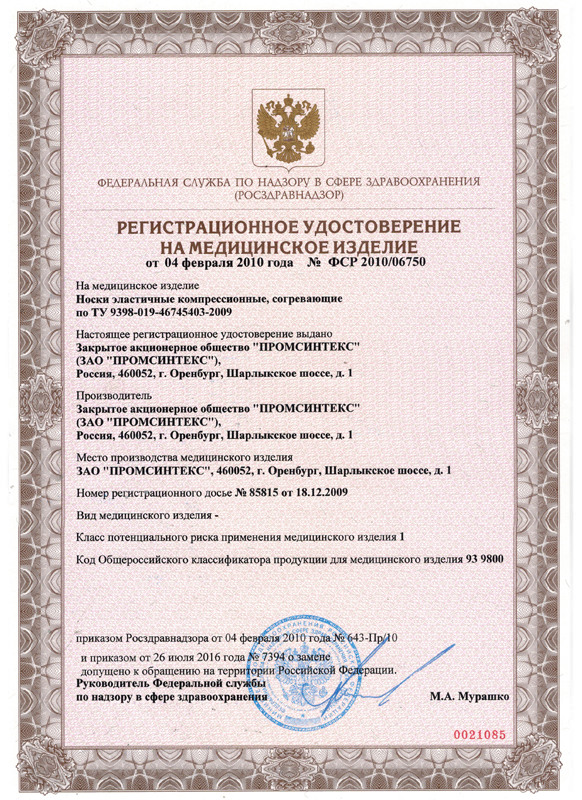 ФЕДЕРАЛЬНАЯ СЛУЖБА ПО НАДЗОРУ В СФЕРЕ ЗДРАВООХРАНЕНИЯ
(РОСЗДРАВНАДЗОР)
РЕГИСТРАЦИОННОЕ УДОСТОВЕРЕНИЕ
НА МЕДИЦИНСКОЕ ИЗДЕЛИЕ
от 04 февраля 2010 года № ФСР 2010/06750
На медицинское изделие
Носки эластичные компрессионные, согревающие
по ТУ 9398-019-46745403-2009
Настоящее регистрационное удостоверение выдано
Закрытое акционерное общество "ПРОМСИНТЕКС"
(ЗАО "ПРОМСИНТЕКС"),
Россия, 460052, г. Оренбург, Шарлыкское шоссе, д. 1
Производитель
Закрытое акционерное общество "ПРОМСИНТЕКС"
(ЗАО "ПРОМСИНТЕКС"),
Россия, 460052, г. Оренбург, Шарлыкское шоссе, д. 1
Место производства медицинского изделия
ЗАО "ПРОМСИНТЕКС", 460052, г. Оренбург, Шарлыкское шоссе, д. 1
Номер регистрационного досье № 85815 от 18.12.2009
Вид медицинского изделия -
Класс потенциального риска применения медицинского изделия 1
Код Общероссийского классификатора продукции для медицинского изделия 93 9800
приказом Росздравнадзора от 04 февраля 2010 года № 643-Пр/10
и приказом от 26 июля 2016 года № 7394 о замене
допущено к обращению на территории Российской Федерации.
Руководитель Федеральной службы
по надзору в сфере здравоохранения М.А. Мурашко
0021085